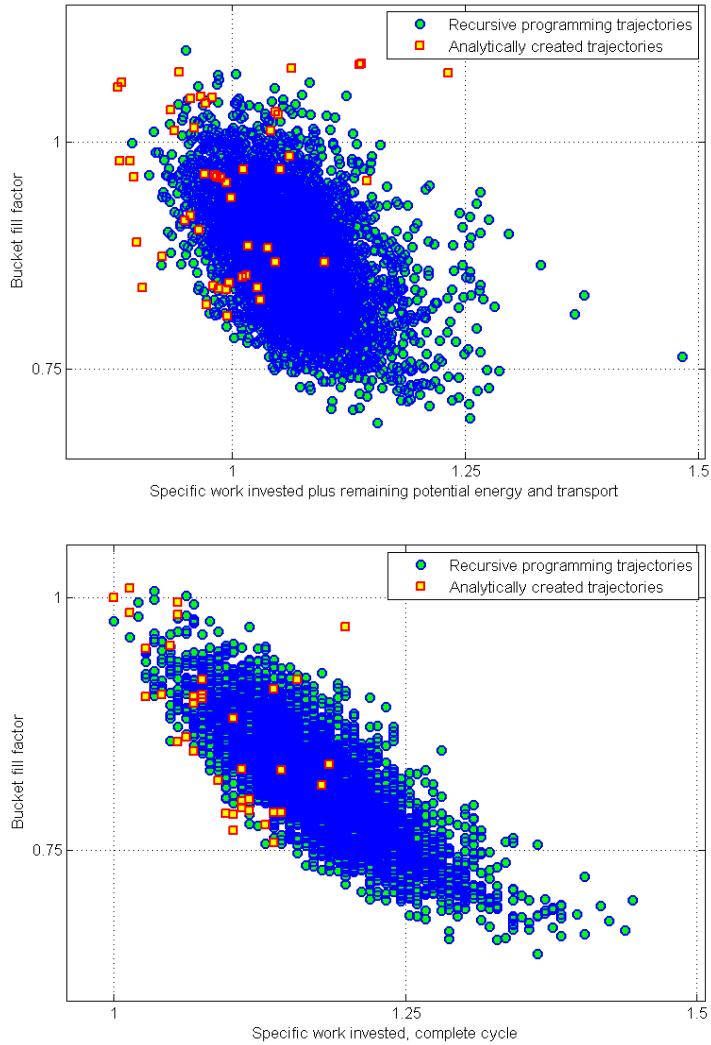 Recursive programming trajectories
Analytically created trajectories
1
0.75
Bucket fill factor
1
1.25
1.5
Specific work invested plus remaining potential energy and transport
Recursive programming trajectories
Analytically created trajectories
1
0.75
Bucket fill factor
1
1.25
1.5
Specific work invested, complete cycle